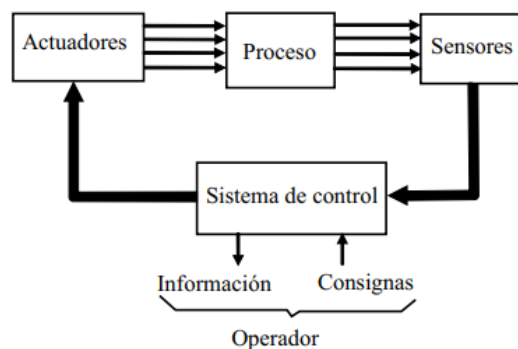 Actuadores
Proceso
Sensores
Sistema de control
Información
Consignas
Operador